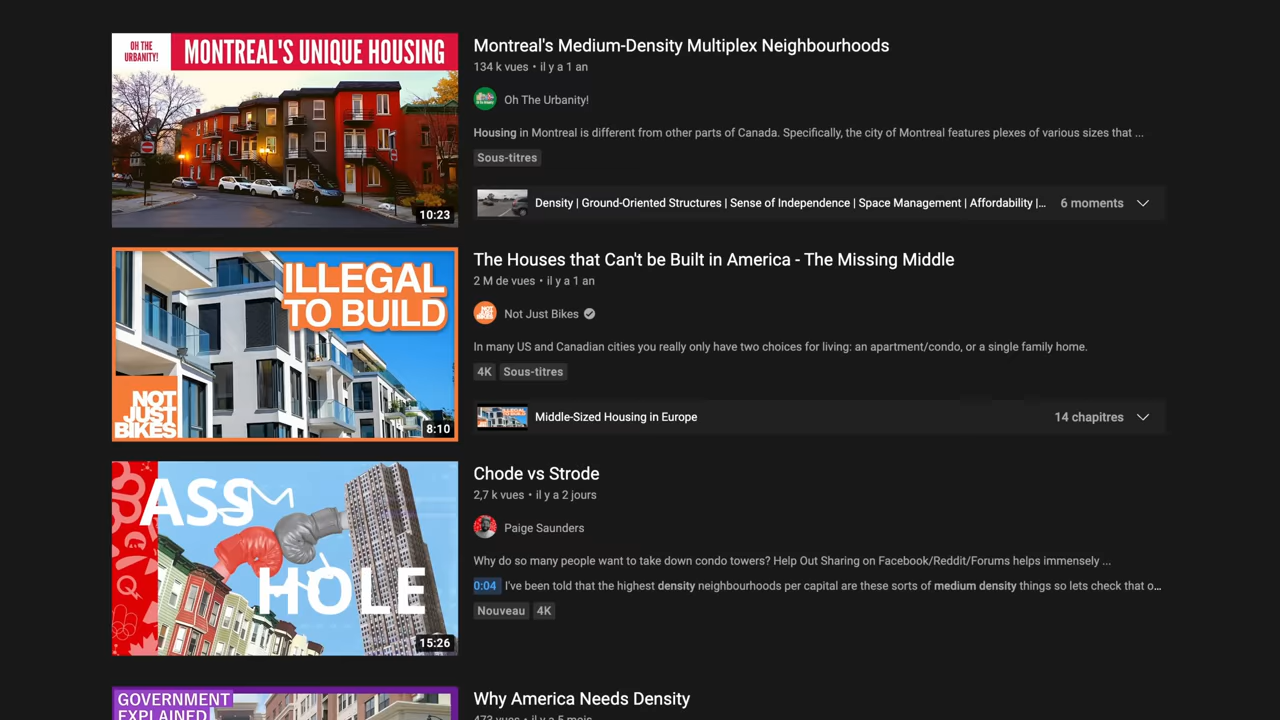 OH THE
URBANITY!
MONTREAL'S UNIQUE HOUSING
10:23
Montreal's Medium-Density Multiplex Neighbourhoods
134 k vues • il y a 1 an
Oh The Urbanity!
Housing in Montreal is different from other parts of Canada. Specifically, the city of Montreal features plexes of various sizes that ...
Sous-titres
Density | Ground-Oriented Structures | Sense of Independence | Space Management | Affordability |...
6 moments
ILLEGAL
TO BUILD
NOT
JUST
BIKES
8:10
The Houses that Can't be Built in America - The Missing Middle
2 M de vues • il y a 1 an
NOT
JUST
BIKES
Not Just Bikes
In many US and Canadian cities you really only have two choices for living: an apartment/condo, or a single family home.
4K Sous-titres
Middle-Sized Housing in Europe
14 chapitres
ASS
HOLE
15:26
Chode vs Strode
2,7 k vues • il y a 2 jours
Paige Saunders
Why do so many people want to take down condo towers? Help Out Sharing on Facebook/Reddit/Forums helps immensely ...
0:04 I've been told that the highest density neighbourhoods per capital are these sorts of medium density things so lets check that o...
Nouveau 4K
GOVERNMENT
EXPLAINED
Why America Needs Density
473 vues • il y a 5 mois